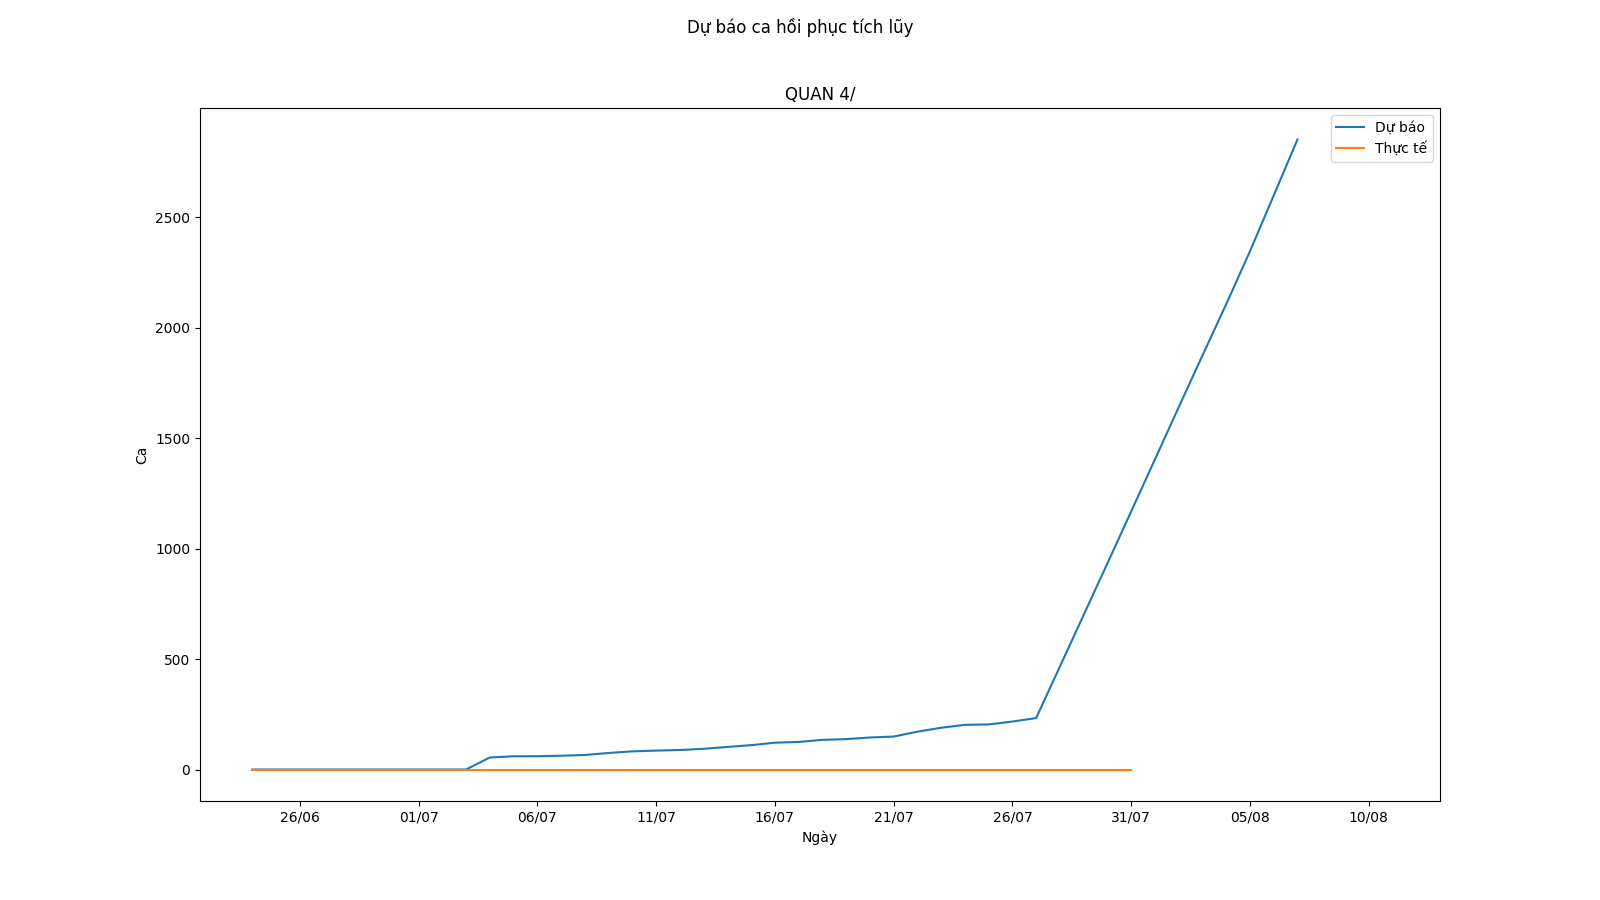 Dự báo ca hồi phục tích lũy
QUAN 4/
Dự báo
Thực tế
2500
2000
1500
1000
500
0
Ca
26/06 01/07 06/07 11/07 16/07 21/07 26/07 31/07 05/08 10/08
Ngày